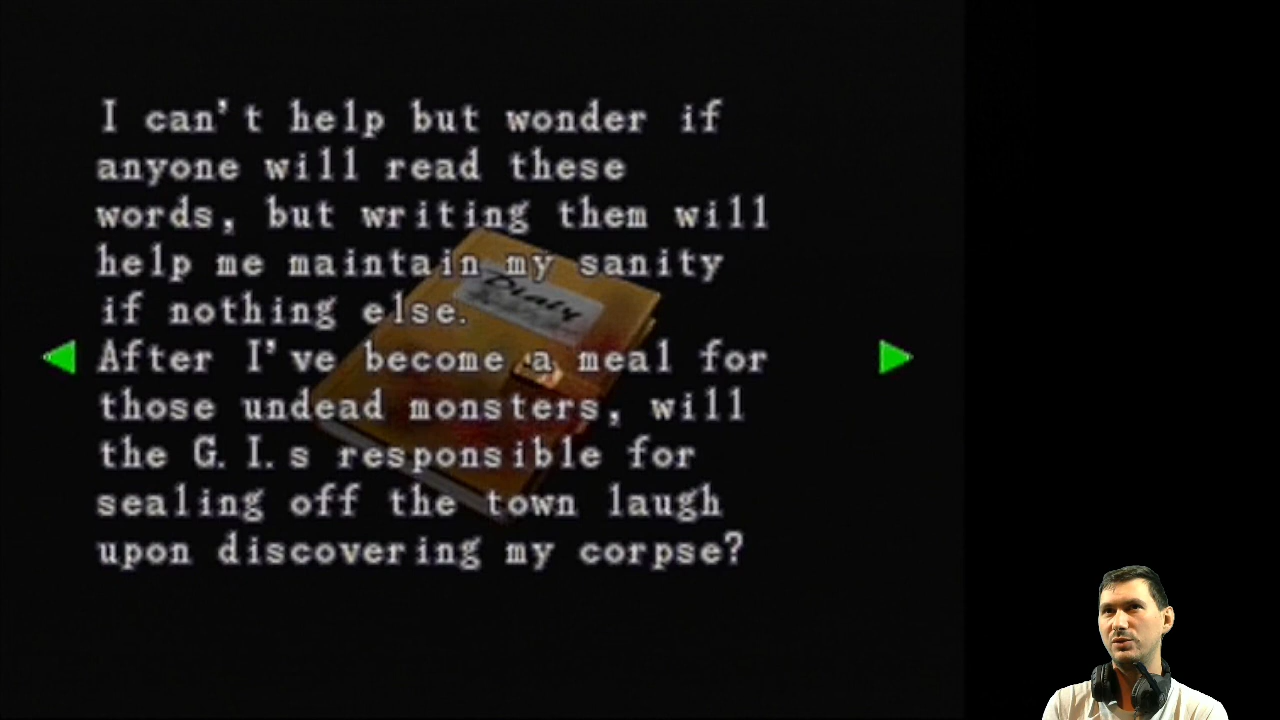 I can't help but wonder if
anyone will read these
words, but writing them will
help me maintain my sanity
if nothing else.
After I've become a meal for
those undead monsters, will
the G.I.s responsible for
sealing off the town laugh
upon discovering my corpse?
Diary